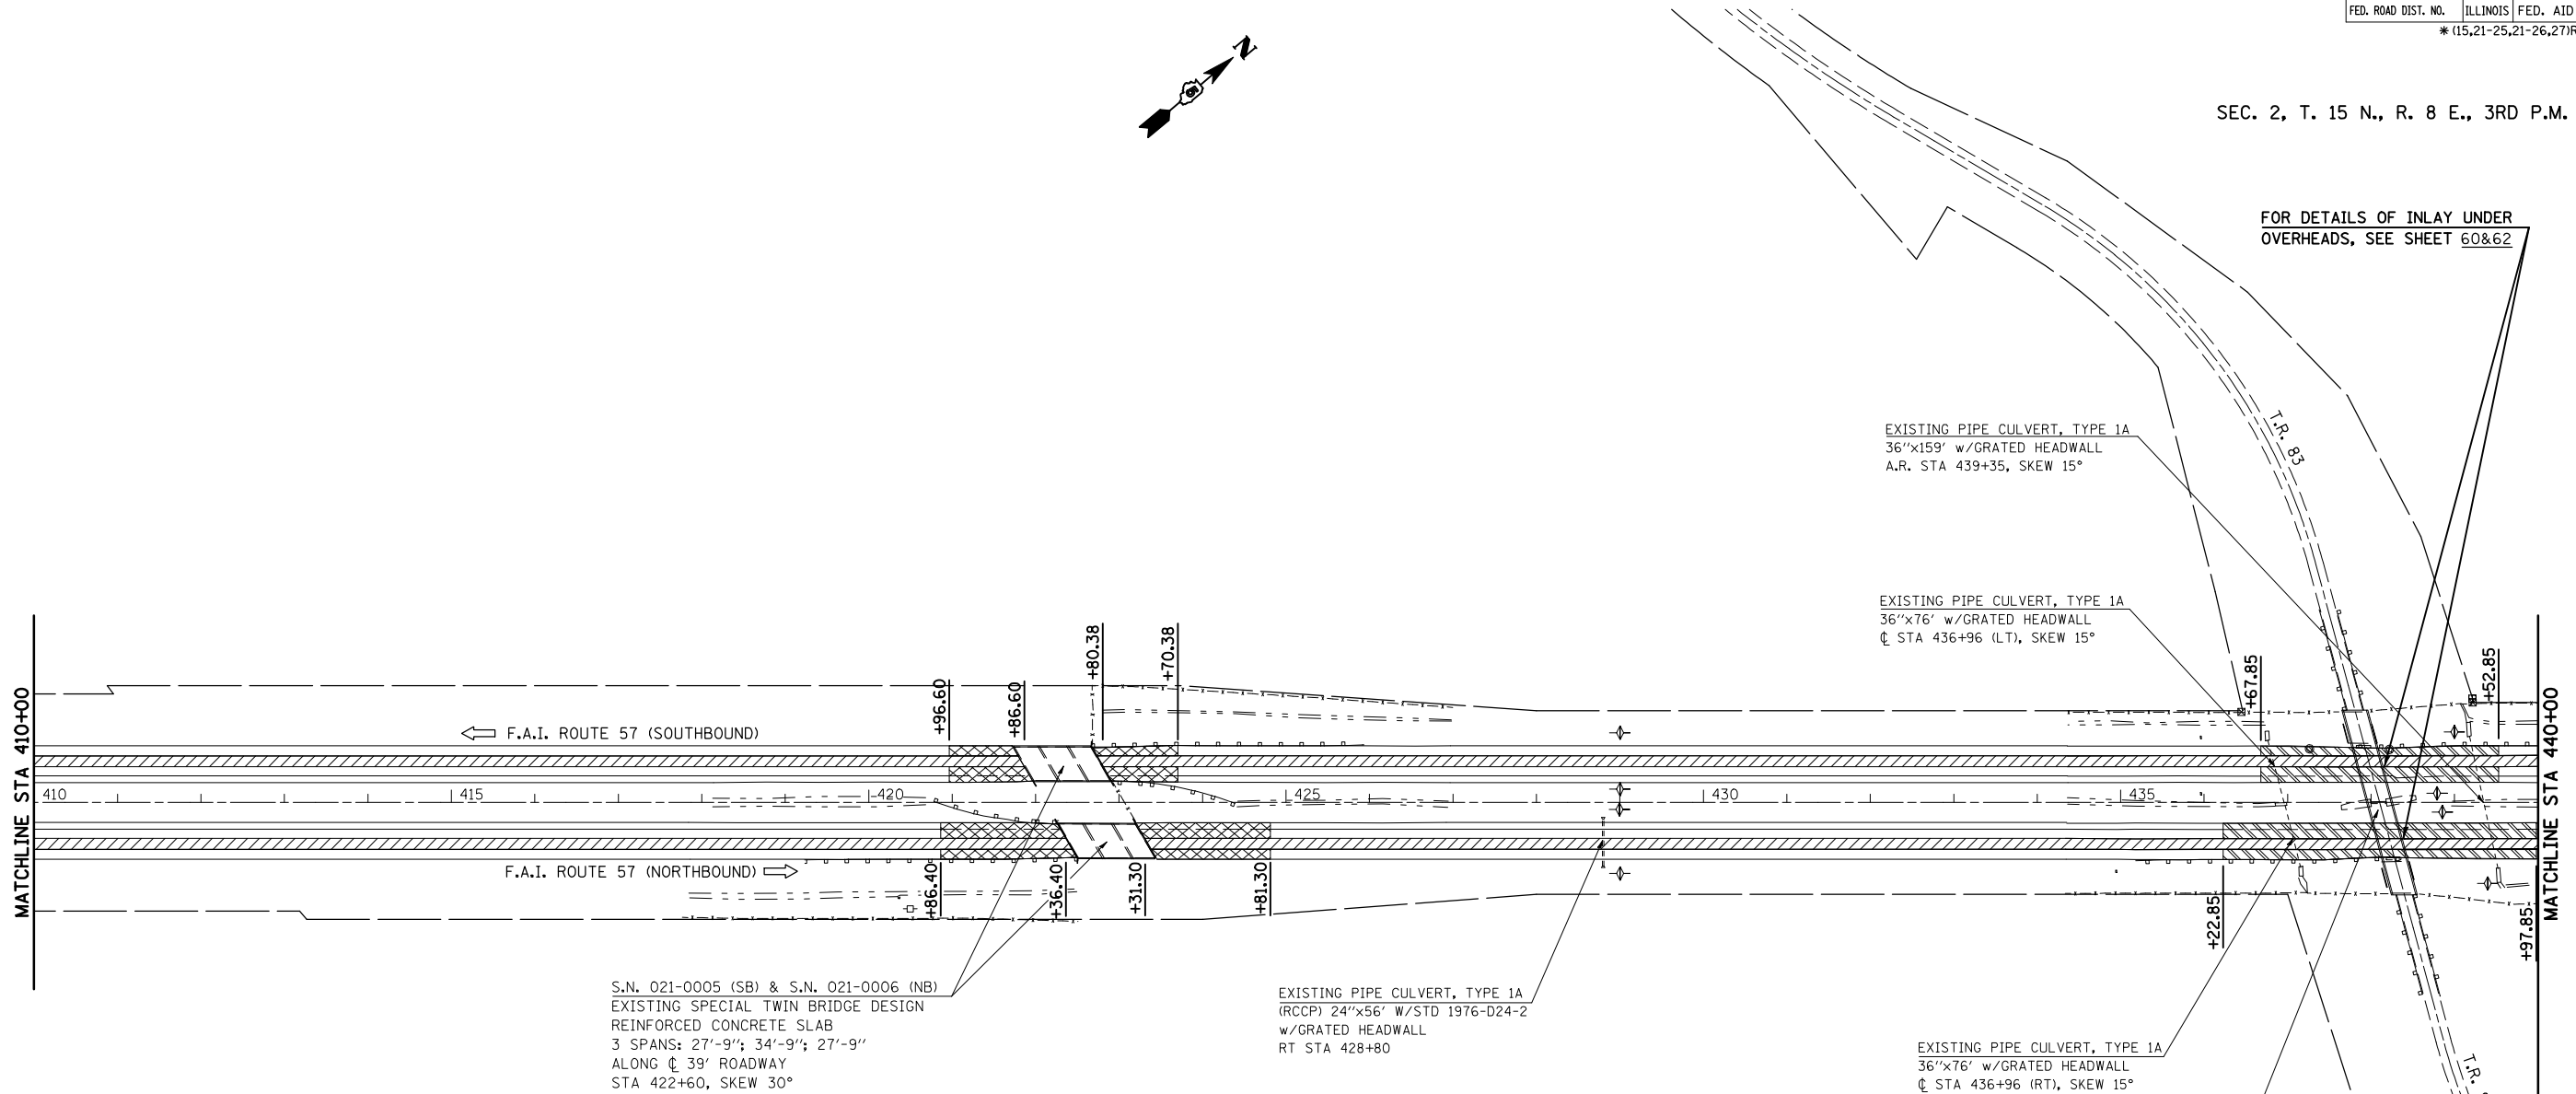 FED. ROAD DIST. NO. ILLINOIS FED. AID
* (15,21-25,21-26,27)R
N
SEC. 2, T. 15 N., R. 8 E., 3RD P.M.
FOR DETAILS OF INLAY UNDER
OVERHEADS, SEE SHEET 60&62
T.R. 83
EXISTING PIPE CULVERT, TYPE 1A
36"x159' w/GRATED HEADWALL
A.R. STA 439+35, SKEW 15°
EXISTING PIPE CULVERT, TYPE 1A
36"x76' w/GRATED HEADWALL
℄ STA 436+96 (LT), SKEW 15°
MATCHLINE STA 410+00
+96.60
+86.60
+80.38
+70.38
+67.85
+52.85
MATCHLINE STA 440+00
F.A.I. ROUTE 57 (SOUTHBOUND)
410
415
420
425
430
435
F.A.I. ROUTE 57 (NORTHBOUND)
+86.40
+36.40
+31.30
+81.30
+22.85
+97.85
S.N. 021-0005 (SB) & S.N. 021-0006 (NB)
EXISTING SPECIAL TWIN BRIDGE DESIGN
REINFORCED CONCRETE SLAB
3 SPANS: 27'-9"; 34'-9"; 27'-9"
ALONG ℄ 39' ROADWAY
STA 422+60, SKEW 30°
EXISTING PIPE CULVERT, TYPE 1A
(RCCP) 24"x56' W/STD 1976-D24-2
w/GRATED HEADWALL
RT STA 428+80
EXISTING PIPE CULVERT, TYPE 1A
36"x76' w/GRATED HEADWALL
℄ STA 436+96 (RT), SKEW 15°
T.R.